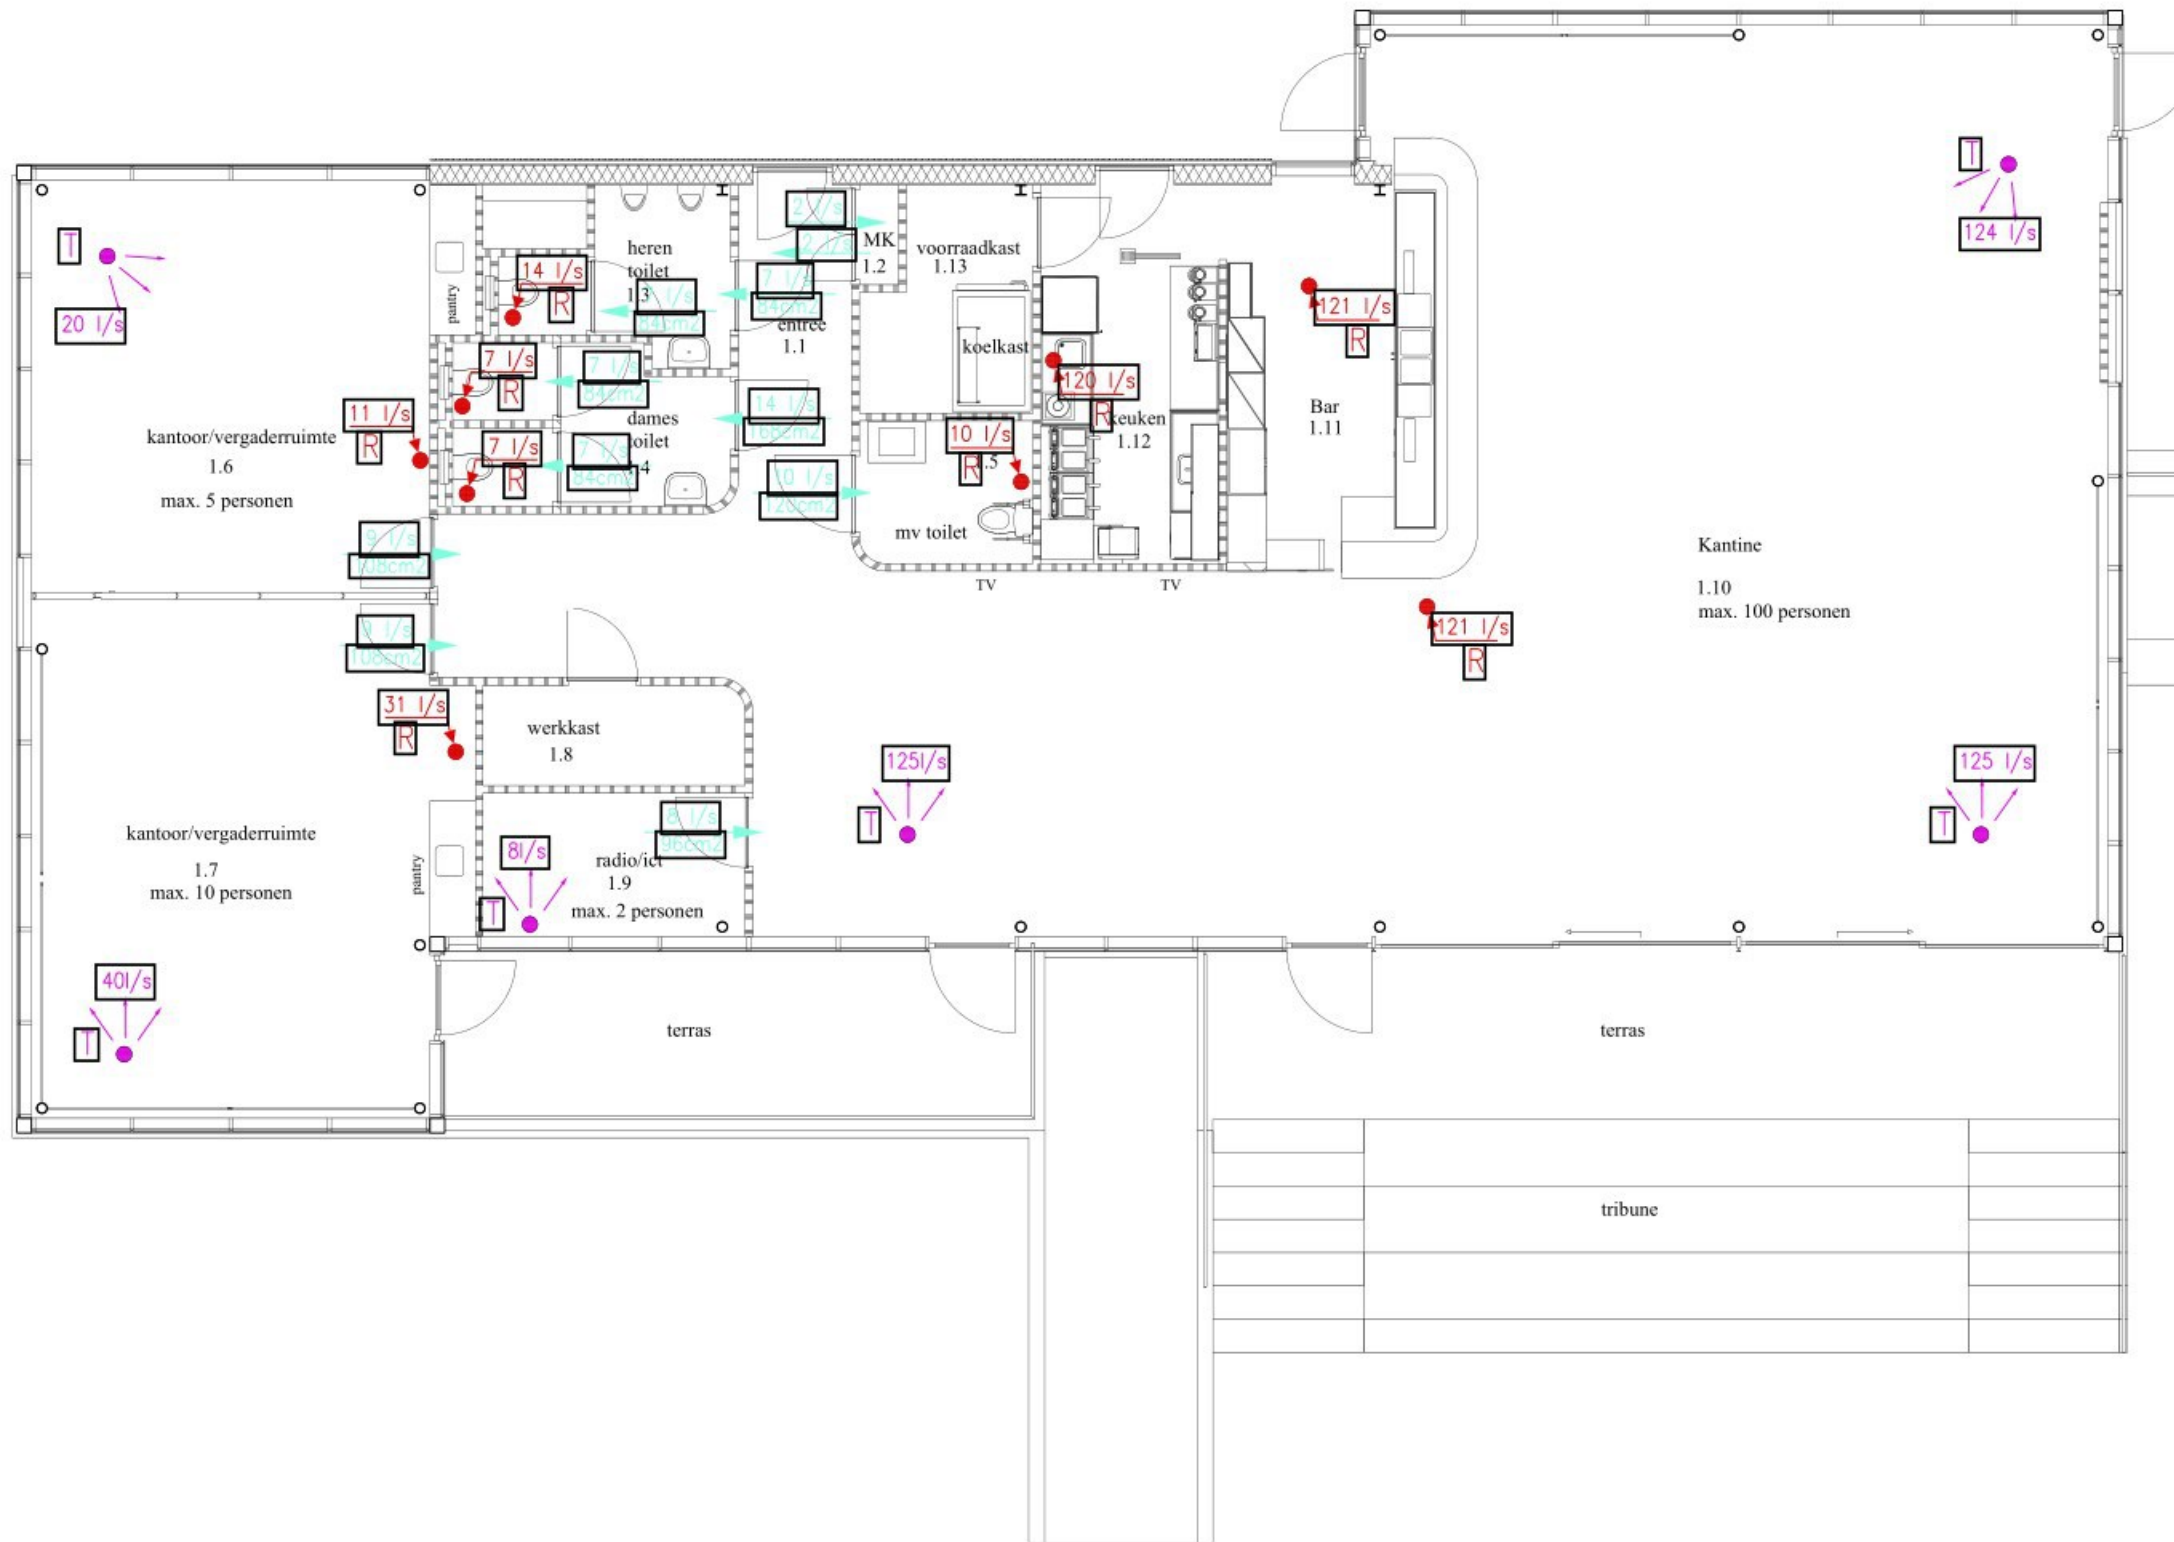 T
124 l/s
2 l/s
2 l/s
MK
1.2
voorraadkast
1.13
heren
toilet
1.3
T
20 l/s
14 l/s
R
pantry
7 l/s
84cm2
84cm2
entree
1.1
121 l/s
R
koelkast
7 l/s
R
7 l/s
84cm2
120 l/s
R
keuken
1.12
Bar
1.11
11 l/s
R
kantoor/vergaderruimte
1.6
max. 5 personen
dames
toilet
14 l/s
168cm2
7 l/s
R
7 l/s
84cm2
10 l/s
R
10 l/s
120cm2
mv toilet
9 l/s
108cm2
TV
TV
Kantine
1.10
max. 100 personen
9 l/s
108cm2
121 l/s
R
31 l/s
R
werkkast
1.8
125l/s
T
125 l/s
T
8 l/s
96cm2
kantoor/vergaderruimte
1.7
max. 10 personen
pantry
8l/s
T
radio/ict
1.9
max. 2 personen
40l/s
T
terras
terras
tribune